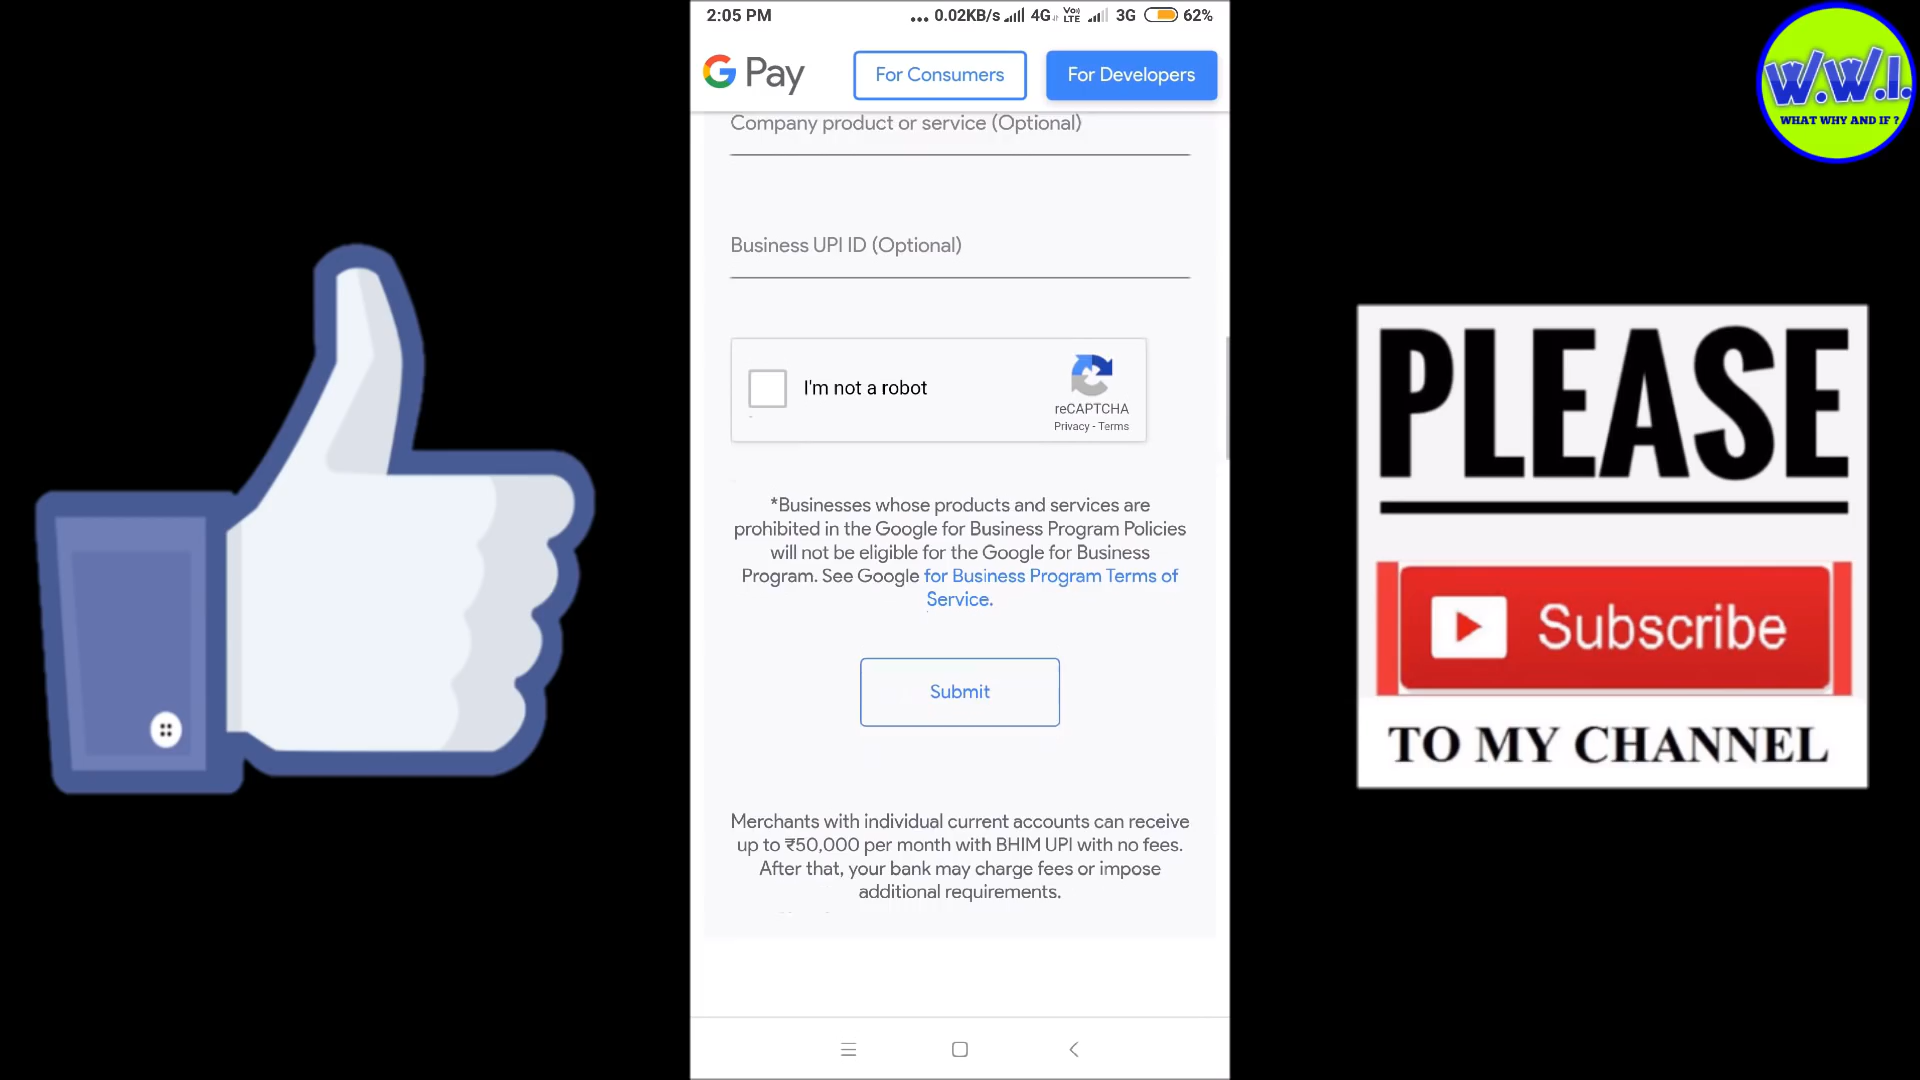 2:05 PM
... 0.02KB/s 4G Vo)) LTE 3G 62%
G Pay
For Consumers
For Developers
Company product or service (Optional)
Business UPI ID (Optional)
I'm not a robot
reCAPTCHA
Privacy - Terms
*Businesses whose products and services are
prohibited in the Google for Business Program Policies
will not be eligible for the Google for Business
Program. See Google for Business Program Terms of
Service.
Submit
Merchants with individual current accounts can receive
up to ₹50,000 per month with BHIM UPI with no fees.
After that, your bank may charge fees or impose
additional requirements.
W.W.I.
WHAT WHY AND IF ?
PLEASE
Subscribe
TO MY CHANNEL